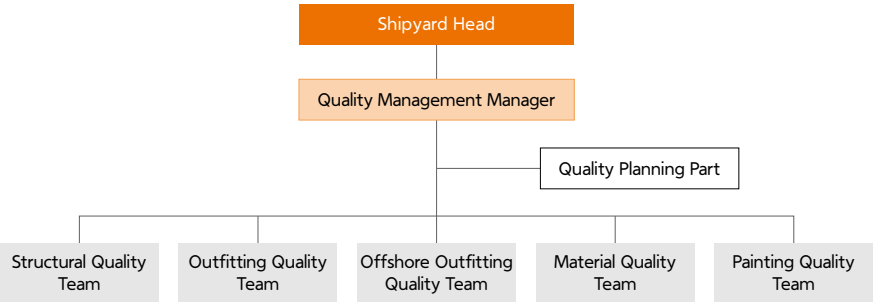 Shipyard Head
Quality Management Manager
Quality Planning Part
Structural Quality
Team
Outfitting Quality
Team
Offshore Outfitting
Quality Team
Material Quality
Team
Painting Quality
Team